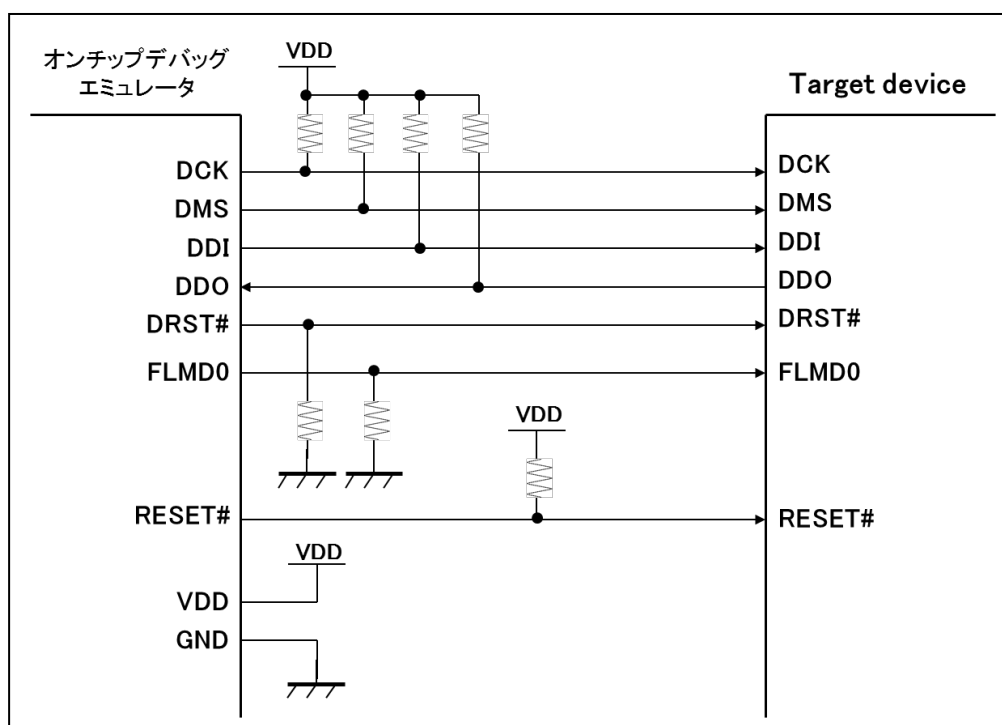 オンチップデバッグ
エミュレータ
VDD
Target device
DCK
DCK
DMS
DMS
DDI
DDI
DDO
DDO
DRST#
DRST#
FLMD0
FLMD0
VDD
RESET#
RESET#
VDD
VDD
GND